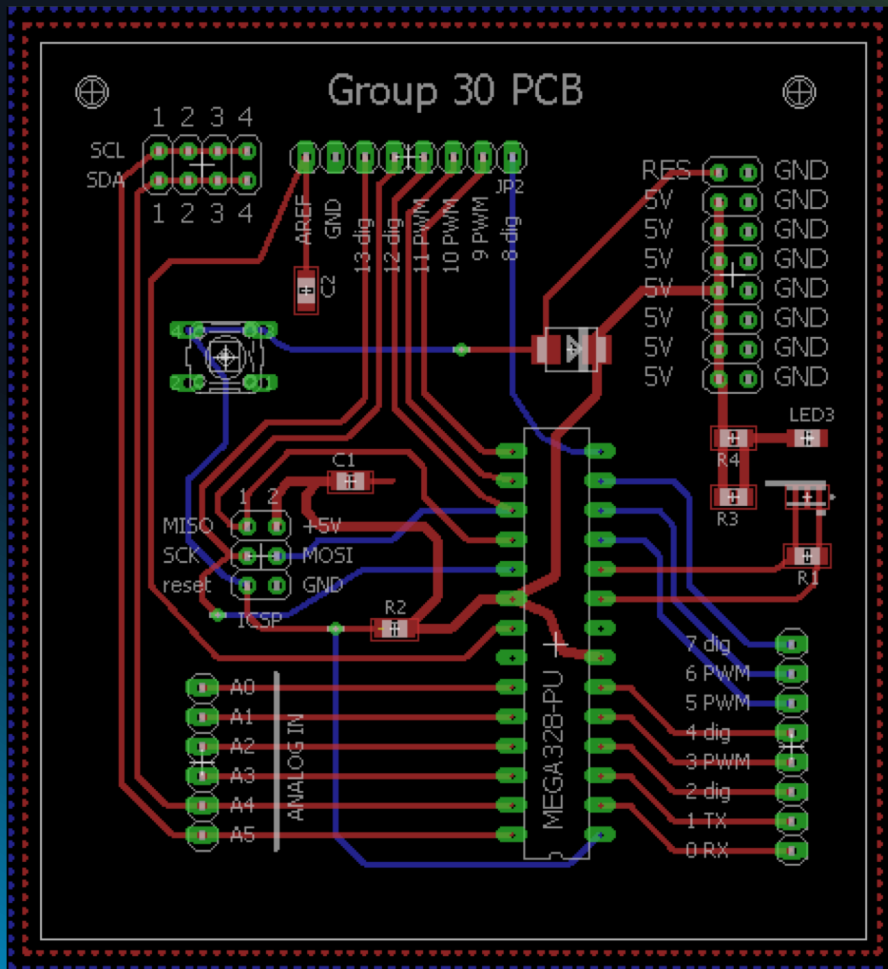 Group 30 PCB
1 2 3 4
SCL
SDA
1 2 3 4
JP2
AREF
GND
13 dig
12 dig
11 PWM
10 PWM
9 PWM
8 dig
C2
RES GND
5V GND
5V GND
5V GND
5V GND
5V GND
5V GND
5V GND
LED3
R4
R3
R1
C1
1 2
MISO +5V
SCK MOSI
reset GND
ICSP
R2
MEGA328-PU
A0
A1
A2
A3
A4
A5
ANALOG IN
7 dig
6 PWM
5 PWM
4 dig
3 PWM
2 dig
1 TX
0 RX